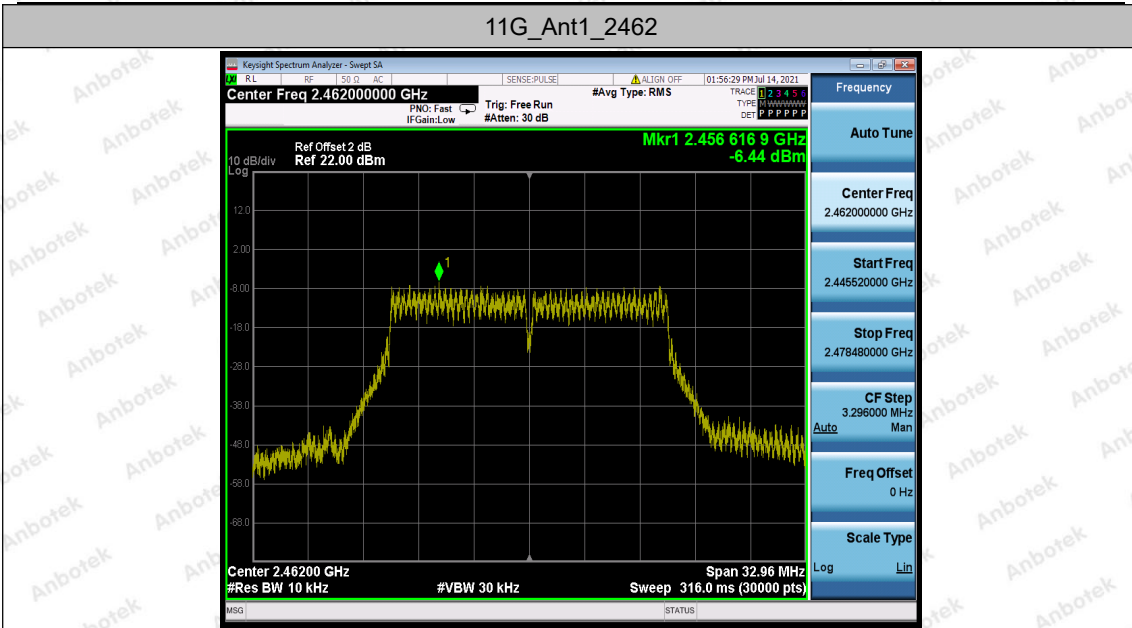 11G_Ant1_2462
Keysight Spectrum Analyzer - Swept SA
RL RF 50 Ω AC SENSE:PULSE ALIGN OFF 01:56:29 PM Jul 14, 2021
Center Freq 2.462000000 GHz
PNO: Fast
IFGain:Low
Trig: Free Run
#Atten: 30 dB
#Avg Type: RMS
TRACE 1 2 3 4 5 6
TYPE M W W W W W
DET P P P P P P
Ref Offset 2 dB
10 dB/div Ref 22.00 dBm
Log
Mkr1 2.456 616 9 GHz
-6.44 dBm
12.0
2.00
-8.00
-18.0
-28.0
-38.0
-48.0
-58.0
-68.0
1
Center 2.46200 GHz
Span 32.96 MHz
#Res BW 10 kHz
#VBW 30 kHz
Sweep 316.0 ms (30000 pts)
MSG
STATUS
Frequency
Auto Tune
Center Freq
2.462000000 GHz
Start Freq
2.445520000 GHz
Stop Freq
2.478480000 GHz
CF Step
3.296000 MHz
Auto Man
Freq Offset
0 Hz
Scale Type
Log Lin
Anbotek